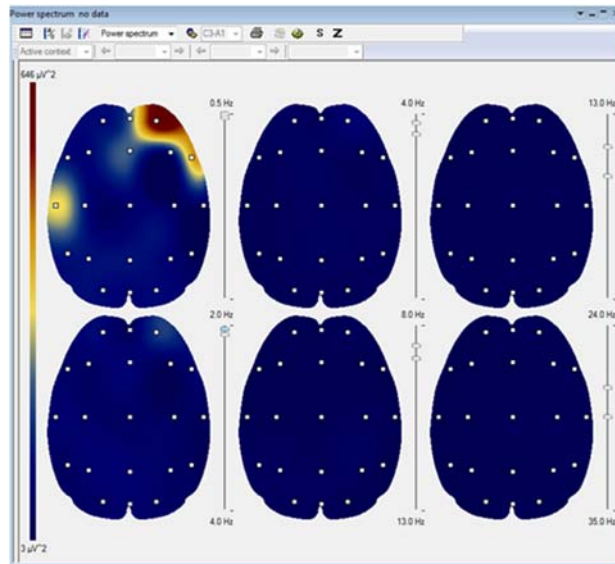 Power spectrum no data
Power spectrum C3-A1 S Z
Active context
646 µV^2
0.5 Hz 4.0 Hz 13.0 Hz
2.0 Hz 8.0 Hz 24.0 Hz
4.0 Hz 13.0 Hz 35.0 Hz
3 µV^2